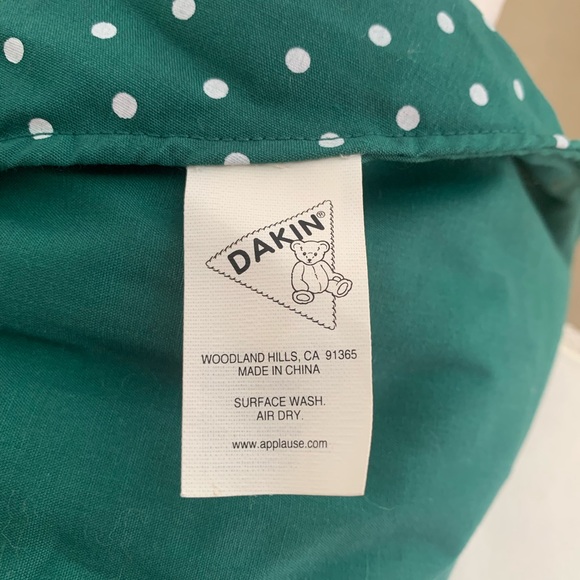 DAKIN®
WOODLAND HILLS, CA 91365
MADE IN CHINA
SURFACE WASH.
AIR DRY.
www.applause.com